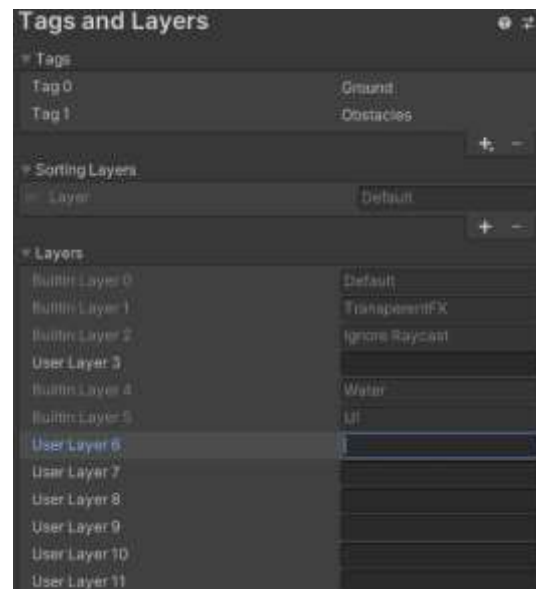 Tags and Layers
Tags
Tag 0 Ground
Tag 1 Obstacles
Sorting Layers
Layer Default
Layers
Builtin Layer 0 Default
Builtin Layer 1 TransparentFX
Builtin Layer 2 Ignore Raycast
User Layer 3
Builtin Layer 4 Water
Builtin Layer 5 UI
User Layer 6
User Layer 7
User Layer 8
User Layer 9
User Layer 10
User Layer 11